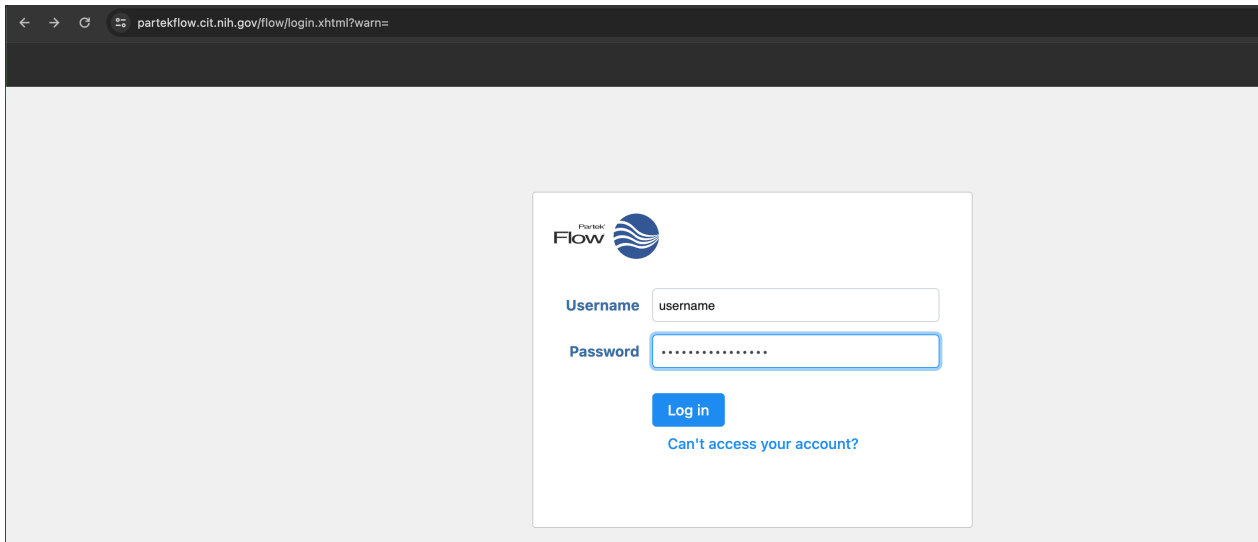 partekflow.cit.nih.gov/flow/login.xhtml?warn=
Partek
Flow
Username username
Password ················
Log in
Can't access your account?